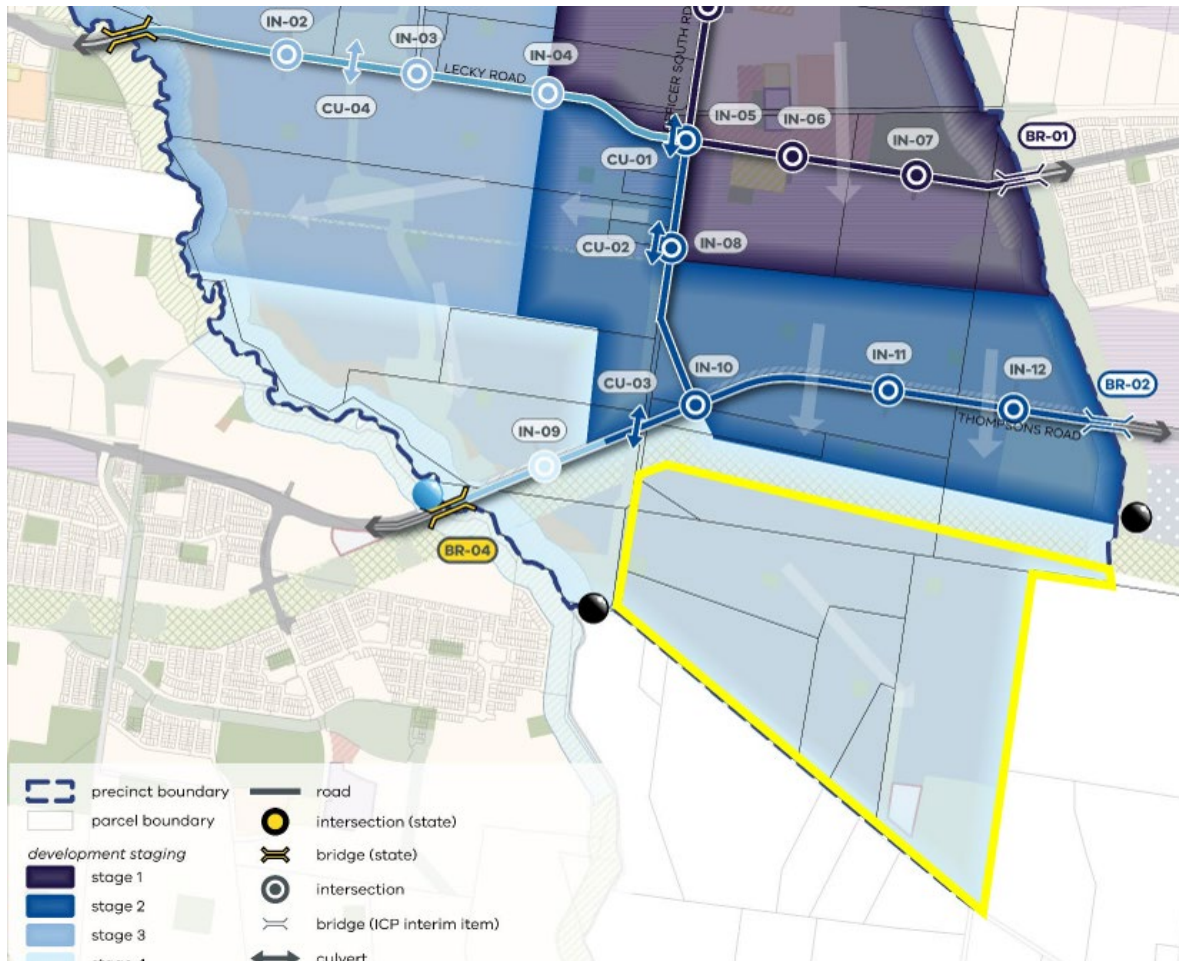 IN-02
IN-03
IN-04
LECKY ROAD
CU-04
OFFICER SOUTH RD
IN-05
IN-06
IN-07
BR-01
CU-01
CU-02
IN-08
IN-10
IN-11
IN-12
BR-02
CU-03
THOMPSONS ROAD
IN-09
BR-04
precinct boundary
road
parcel boundary
intersection (state)
development staging
bridge (state)
stage 1
intersection
stage 2
bridge (ICP interim item)
stage 3
culvert